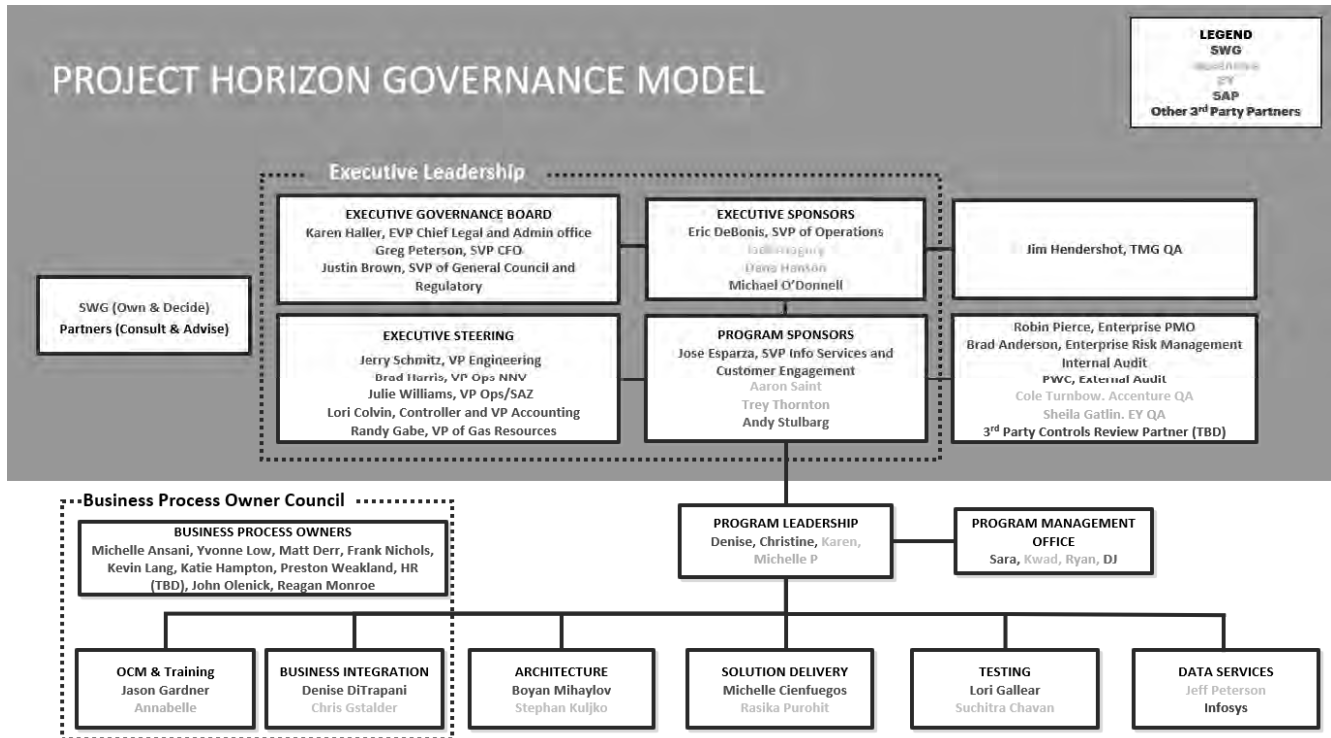 PROJECT HORIZON GOVERNANCE MODEL
LEGEND
SWG
EY
SAP
Other 3rd Party Partners
Executive Leadership
EXECUTIVE GOVERNANCE BOARD
Karen Haller, EVP Chief Legal and Admin office
Greg Peterson, SVP CFO
Justin Brown, SVP of General Council and
Regulatory
EXECUTIVE SPONSORS
Eric DeBonis, SVP of Operations
Dana Hanson
Michael O'Donnell
Jim Hendershot, TMG QA
SWG (Own & Decide)
Partners (Consult & Advise)
EXECUTIVE STEERING
Jerry Schmitz, VP Engineering
Brad Harris, VP Ops NNV
Julie Williams, VP Ops/SAZ
Lori Colvin, Controller and VP Accounting
Randy Gabe, VP of Gas Resources
PROGRAM SPONSORS
Jose Esparza, SVP Info Services and
Customer Engagement
Aaron Saint
Trey Thornton
Andy Stulbarg
Robin Pierce, Enterprise PMO
Brad Anderson, Enterprise Risk Management
Internal Audit
PWC, External Audit
Cole Turnbow. Accenture QA
Sheila Gatlin. EY QA
3rd Party Controls Review Partner (TBD)
Business Process Owner Council
BUSINESS PROCESS OWNERS
Michelle Ansani, Yvonne Low, Matt Derr, Frank Nichols,
Kevin Lang, Katie Hampton, Preston Weakland, HR
(TBD), John Olenick, Reagan Monroe
PROGRAM LEADERSHIP
Denise, Christine, Karen,
Michelle P
PROGRAM MANAGEMENT
OFFICE
Sara, Kwad, Ryan, DJ
OCM & Training
Jason Gardner
Annabelle
BUSINESS INTEGRATION
Denise DiTrapani
Chris Gstalder
ARCHITECTURE
Boyan Mihaylov
Stephan Kuljko
SOLUTION DELIVERY
Michelle Cienfuegos
Rasika Purohit
TESTING
Lori Gallear
Suchitra Chavan
DATA SERVICES
Jeff Peterson
Infosys